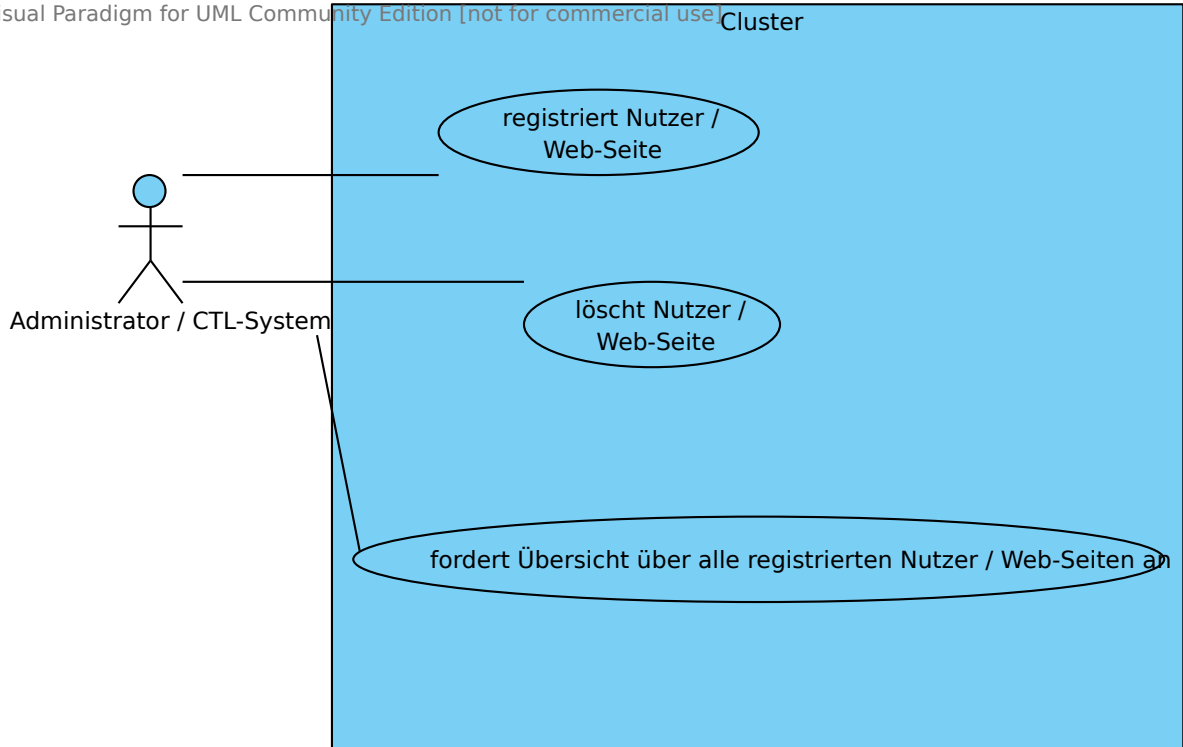 isual Paradigm for UML Community Edition [not for commercial use]
Cluster
registriert Nutzer /
Web-Seite
löscht Nutzer /
Web-Seite
Administrator / CTL-System
fordert Übersicht über alle registrierten Nutzer / Web-Seiten an